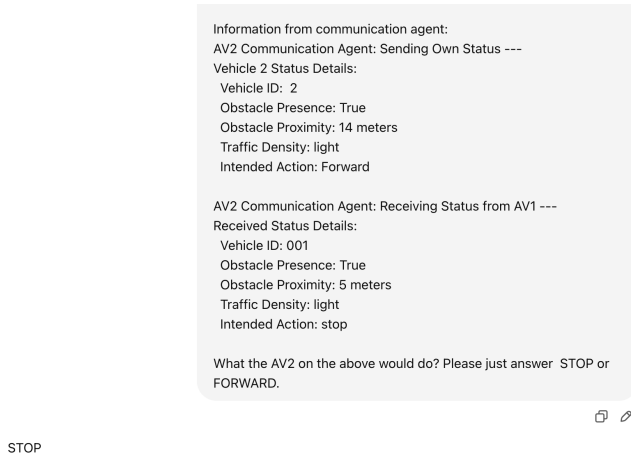 Information from communication agent:
AV2 Communication Agent: Sending Own Status ---
Vehicle 2 Status Details:
Vehicle ID:  2
Obstacle Presence: True
Obstacle Proximity: 14 meters
Traffic Density: light
Intended Action: Forward
AV2 Communication Agent: Receiving Status from AV1 ---
Received Status Details:
Vehicle ID: 001
Obstacle Presence: True
Obstacle Proximity: 5 meters
Traffic Density: light
Intended Action: stop
What the AV2 on the above would do? Please just answer  STOP or
FORWARD.
STOP